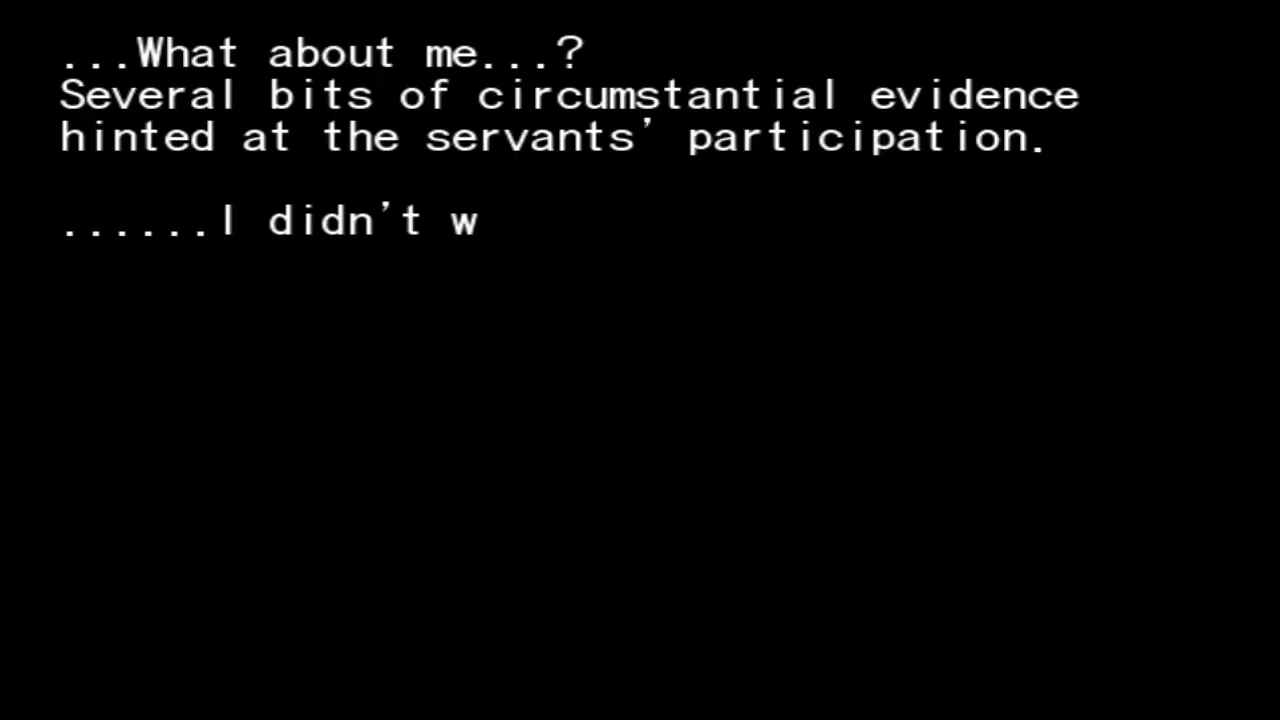 ...What about me...?
Several bits of circumstantial evidence
hinted at the servants' participation.
......I didn't w